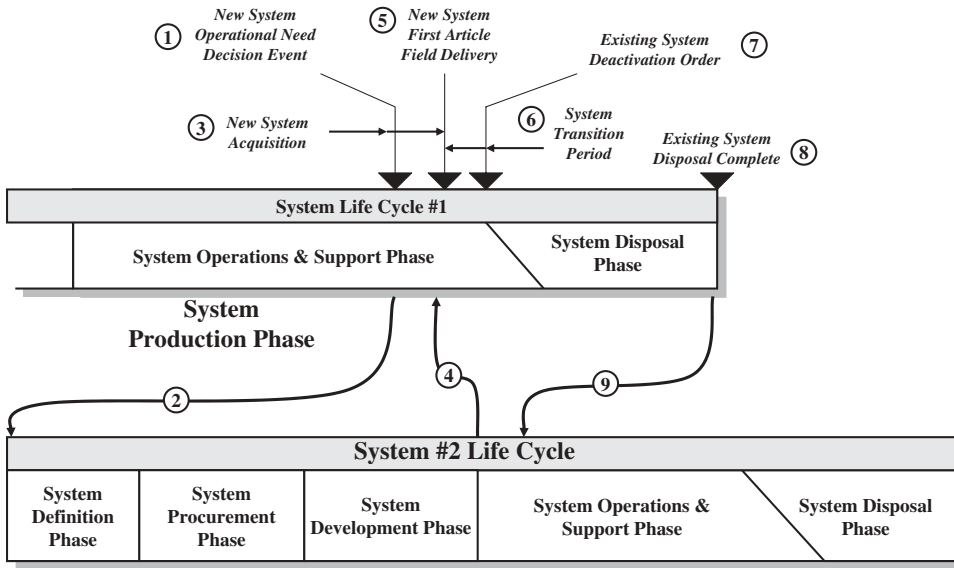 1
New System
Operational Need
Decision Event
5
New System
First Article
Field Delivery
Existing System
Deactivation Order
7
3
New System
Acquisition
6
System
Transition
Period
Existing System
Disposal Complete
8
System Life Cycle #1
System Operations & Support Phase
System Disposal
Phase
System
Production Phase
2
4
9
System #2 Life Cycle
System
Definition
Phase
System
Procurement
Phase
System
Development Phase
System Operations &
Support Phase
System Disposal
Phase